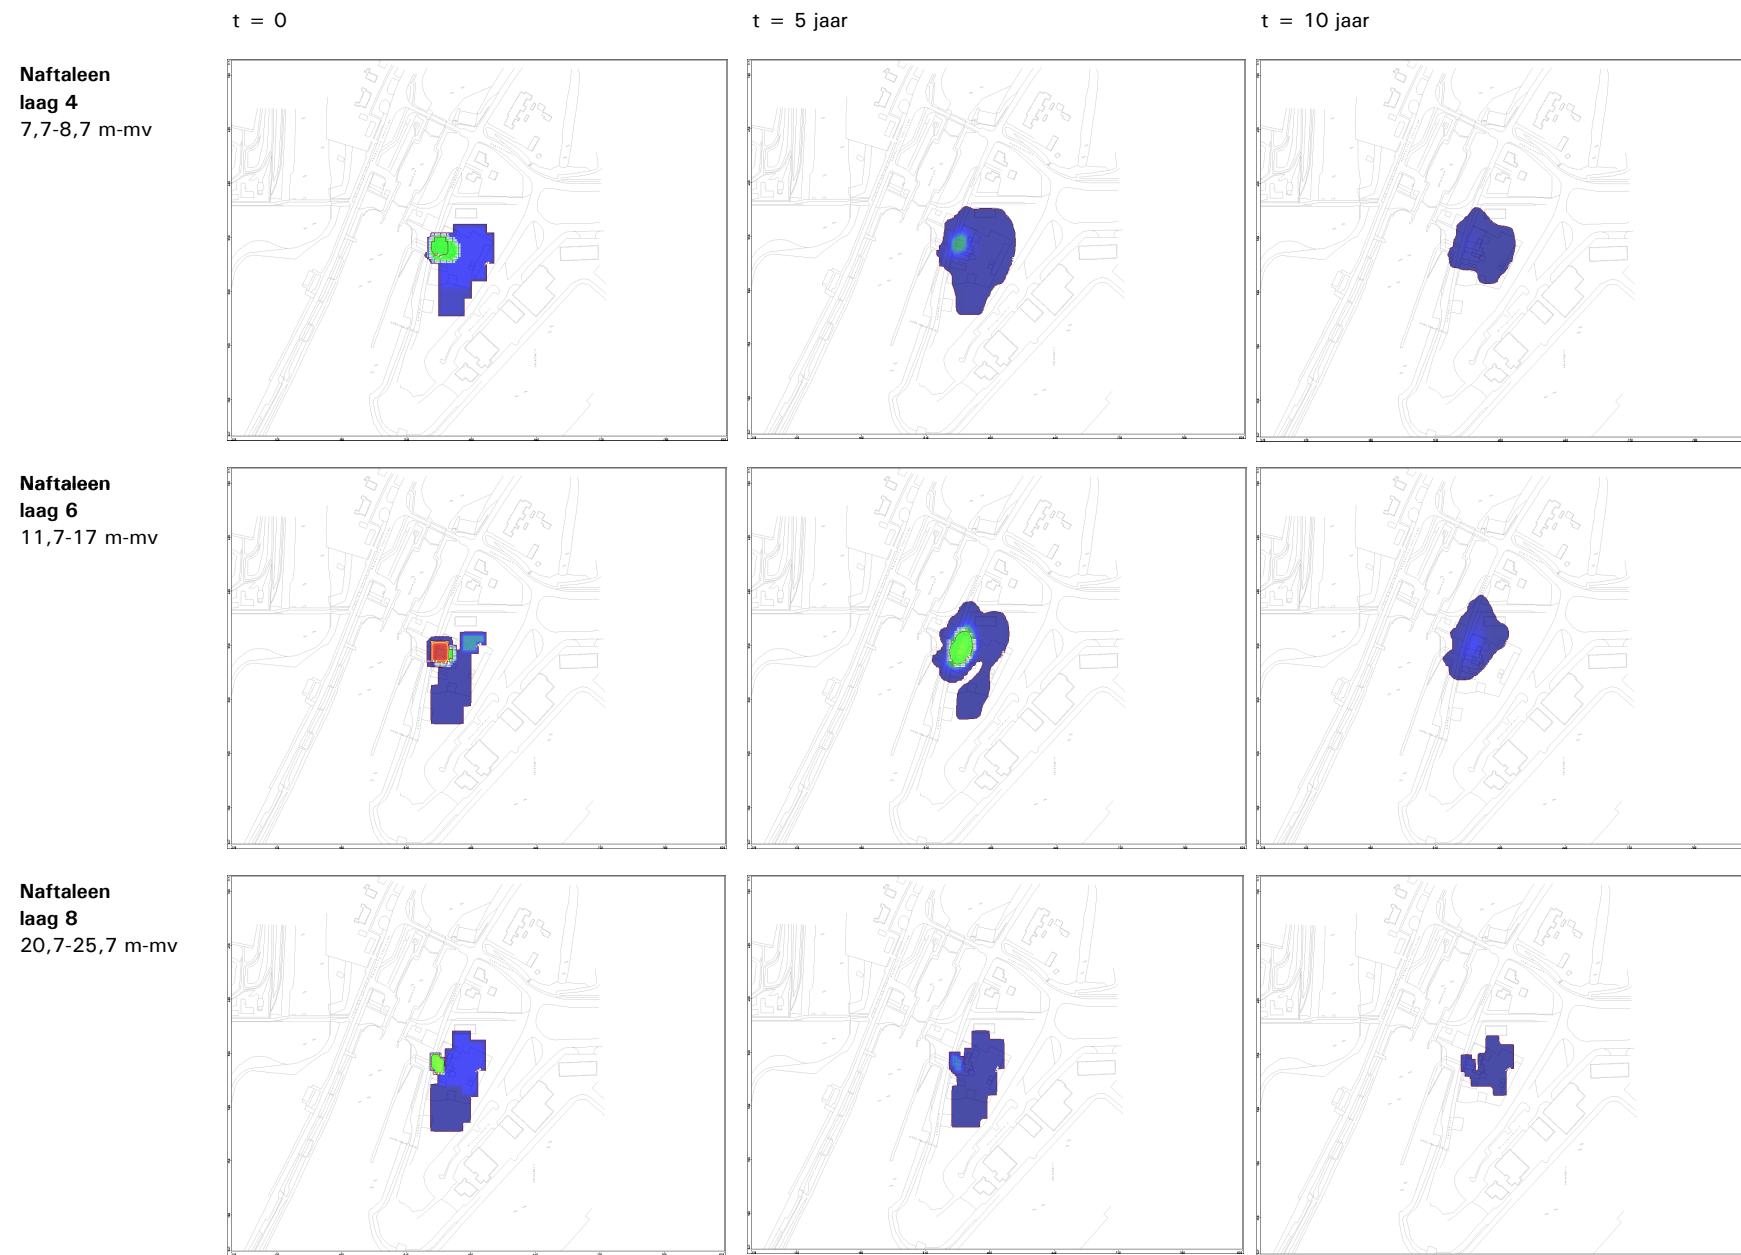 t = 0
t = 5 jaar
t = 10 jaar
Naftaleen
laag 4
7,7-8,7 m-mv
Naftaleen
laag 6
11,7-17 m-mv
Naftaleen
laag 8
20,7-25,7 m-mv